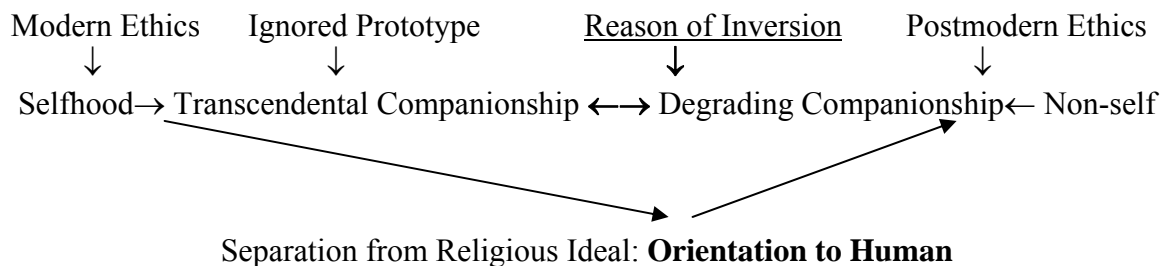 Modern Ethics Ignored Prototype Reason of Inversion Postmodern Ethics
↓ ↓ ↓ ↓
Selfhood→ Transcendental Companionship ←→ Degrading Companionship← Non-self
Separation from Religious Ideal: Orientation to Human